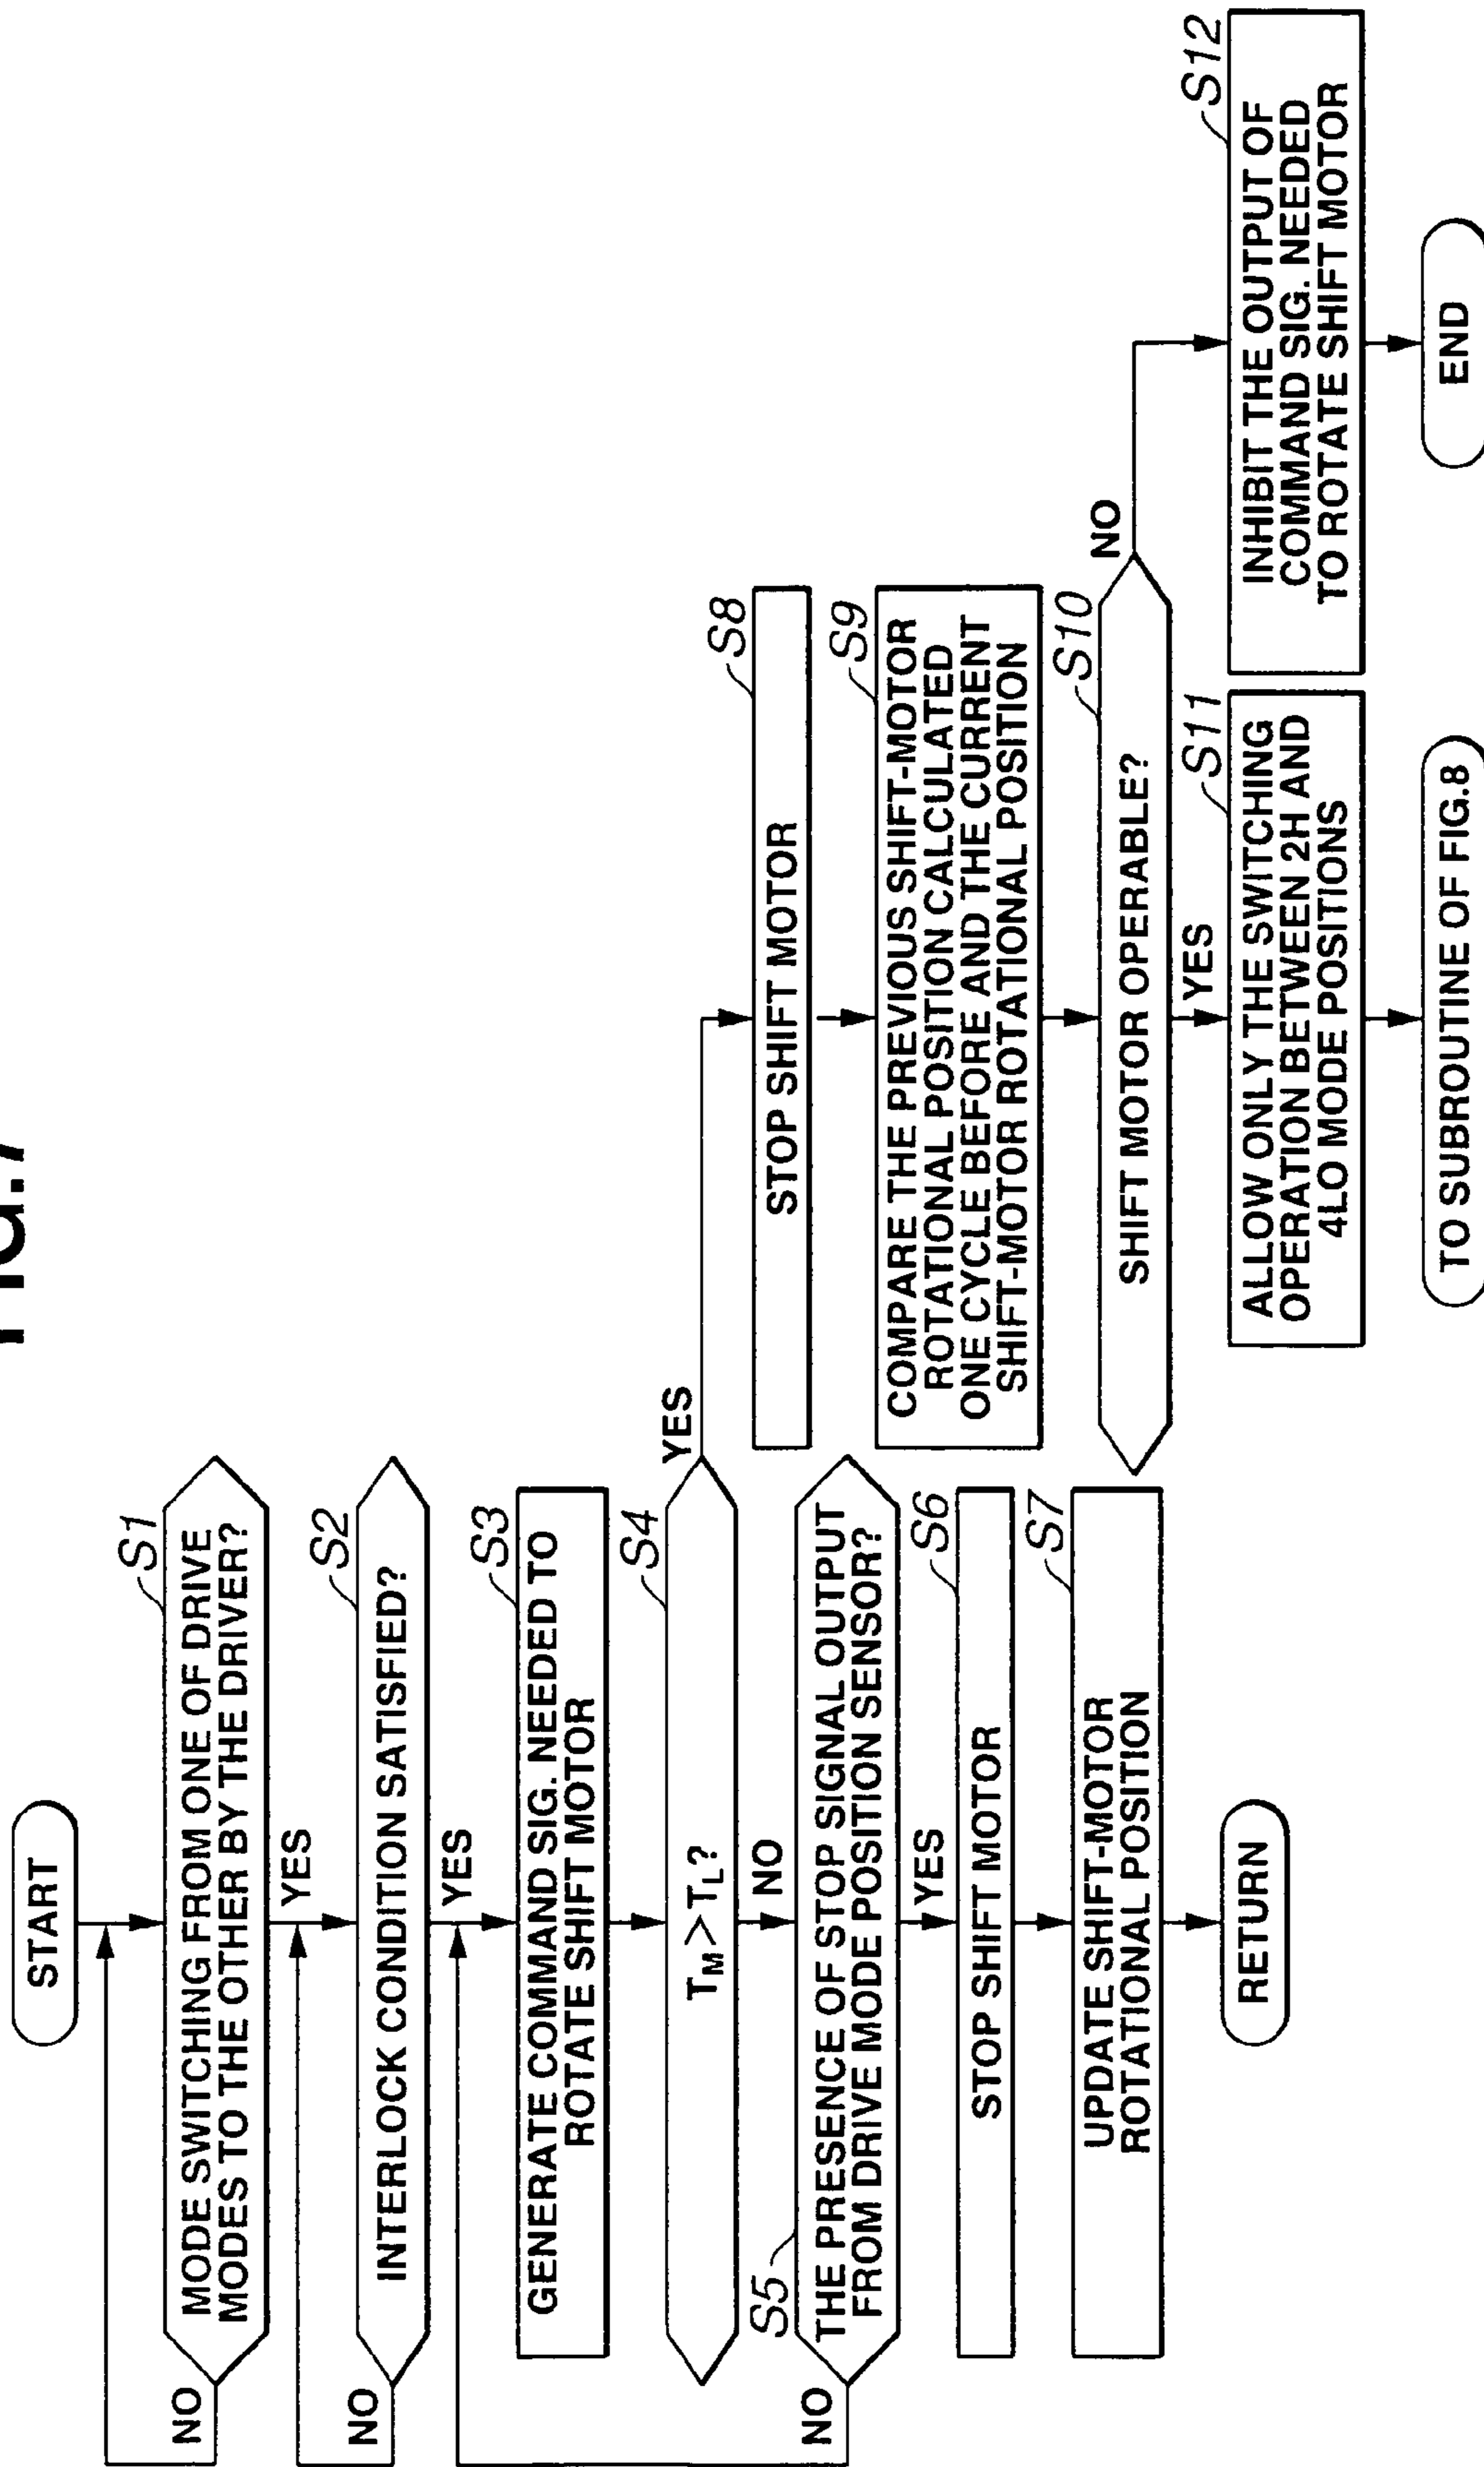 FIG.7
START
S1
MODE SWITCHING FROM ONE OF DRIVE
MODES TO THE OTHER BY THE DRIVER?
NO
YES
S2
INTERLOCK CONDITION SATISFIED?
NO
YES
S3
GENERATE COMMAND SIG. NEEDED TO
ROTATE SHIFT MOTOR
S4
TM>TL?
YES
NO
S5
THE PRESENCE OF STOP SIGNAL OUTPUT
FROM DRIVE MODE POSITION SENSOR?
NO
YES
S6
STOP SHIFT MOTOR
S7
UPDATE SHIFT-MOTOR
ROTATIONAL POSITION
RETURN
S8
STOP SHIFT MOTOR
S9
COMPARE THE PREVIOUS SHIFT-MOTOR
ROTATIONAL POSITION CALCULATED
ONE CYCLE BEFORE AND THE CURRENT
SHIFT-MOTOR ROTATIONAL POSITION
S10
SHIFT MOTOR OPERABLE?
NO
YES
S11
ALLOW ONLY THE SWITCHING
OPERATION BETWEEN 2H AND
4LO MODE POSITIONS
TO SUBROUTINE OF FIG.8
S12
INHIBIT THE OUTPUT OF
COMMAND SIG. NEEDED
TO ROTATE SHIFT MOTOR
END